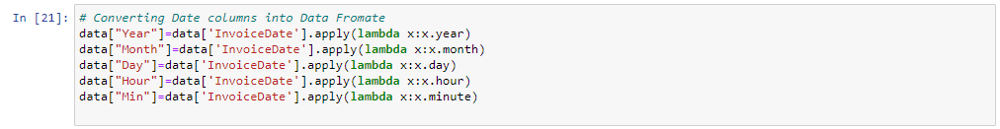 In [21]: # Converting Date columns into Data Fromate
data["Year"]=data['InvoiceDate'].apply(lambda x:x.year)
data["Month"]=data['InvoiceDate'].apply(lambda x:x.month)
data["Day"]=data['InvoiceDate'].apply(lambda x:x.day)
data["Hour"]=data['InvoiceDate'].apply(lambda x:x.hour)
data["Min"]=data['InvoiceDate'].apply(lambda x:x.minute)